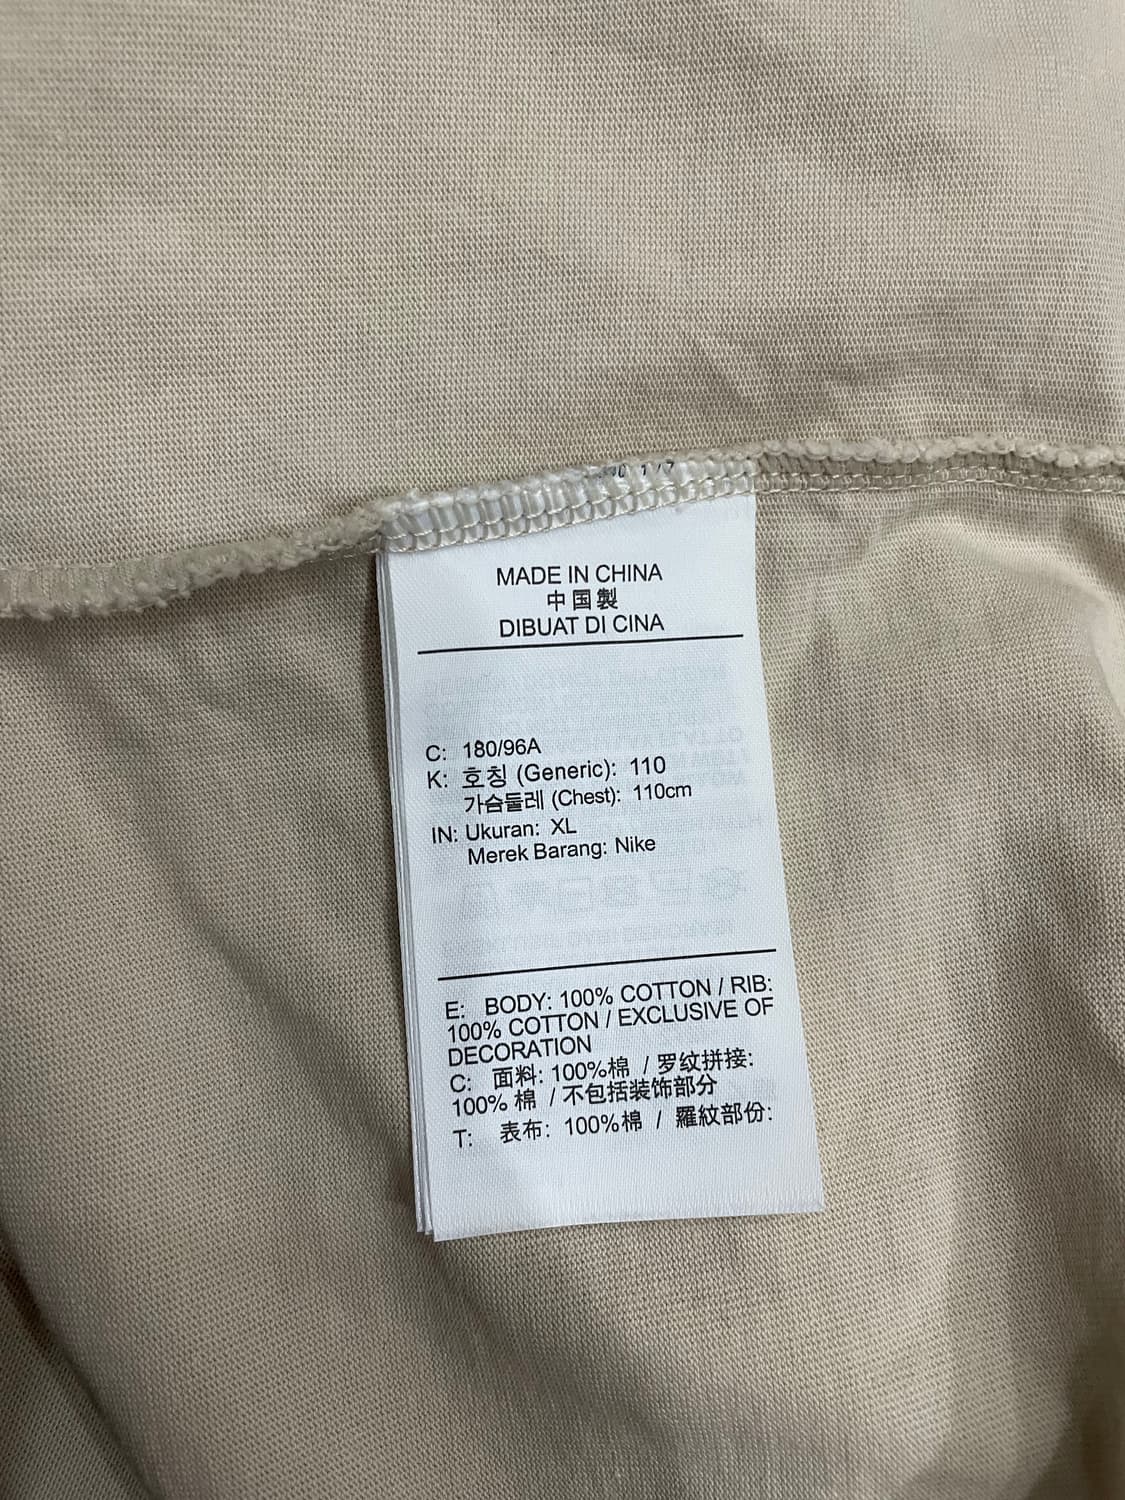 MADE IN CHINA
中国製
DIBUAT DI CINA
C: 180/96A
K: 호칭 (Generic): 110
가슴둘레 (Chest): 110cm
IN: Ukuran: XL
Merek Barang: Nike
E: BODY: 100% COTTON / RIB:
100% COTTON / EXCLUSIVE OF
DECORATION
C: 面料: 100%棉 / 罗纹拼接:
100% 棉 / 不包括装饰部分
T: 表布: 100%棉 / 羅紋部份: